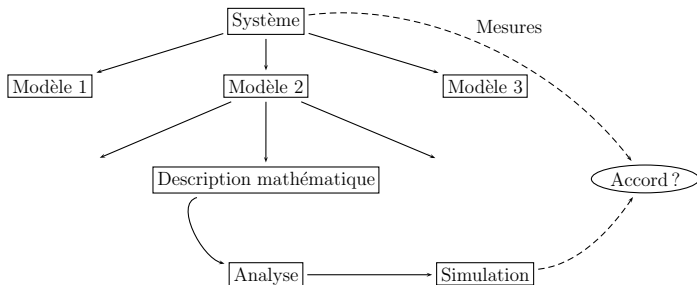 Système
Mesures
Modèle 1
Modèle 2
Modèle 3
Description mathématique
Accord ?
Analyse
Simulation